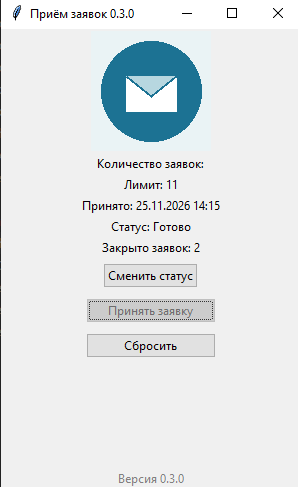 Приём заявок 0.3.0
Количество заявок:
Лимит: 11
Принято: 25.11.2026 14:15
Статус: Готово
Закрыто заявок: 2
Сменить статус
Принять заявку
Сбросить
Версия 0.3.0